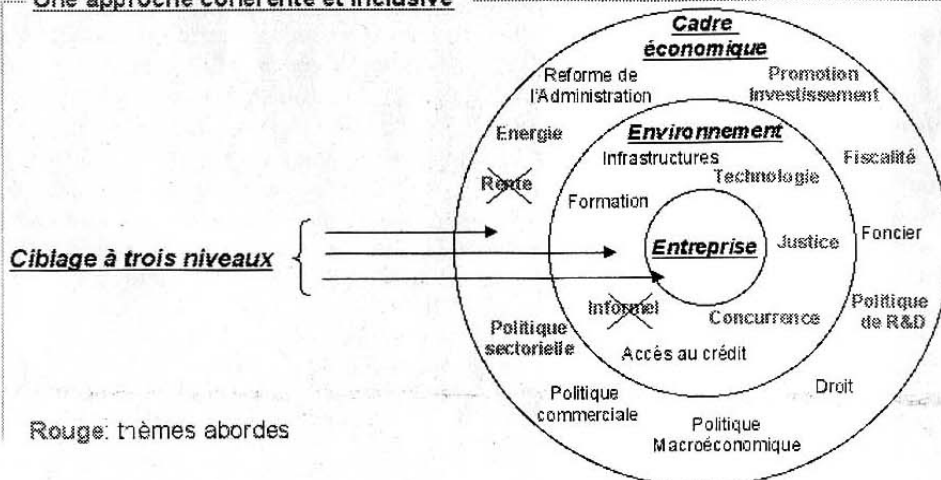 Une approche cohérente et inclusive
Cadre
économique
Reforme de
l'Administration
Promotion
Investissement
Energie
Environnement
Infrastructures
Technologie
Fiscalité
Rente
Formation
Ciblage à trois niveaux
Entreprise
Justice
Foncier
Informel
Concurrence
Politique
de R&D
Politique
sectorielle
Accés au crédit
Droit
Politique
commerciale
Politique
Macroéconomique
Rouge: thèmes abordes